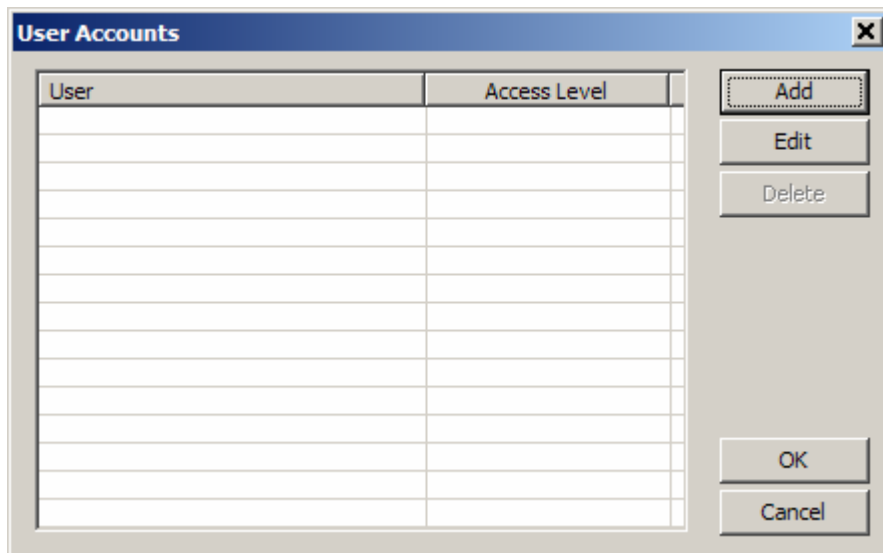 User Accounts
User Access Level
Add
Edit
Delete
OK
Cancel